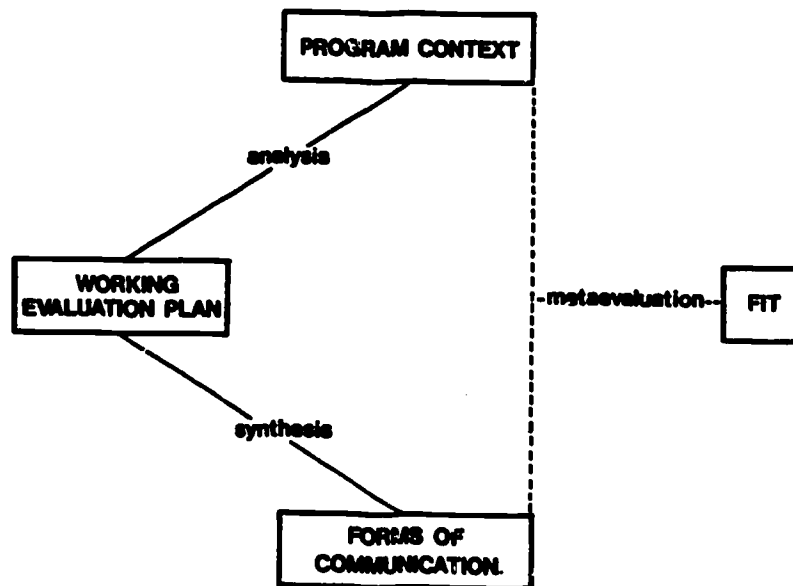 PROGRAM CONTEXT
analysis
WORKING
EVALUATION PLAN
metaevaluation
FIT
synthesis
FORMS OF
COMMUNICATION.